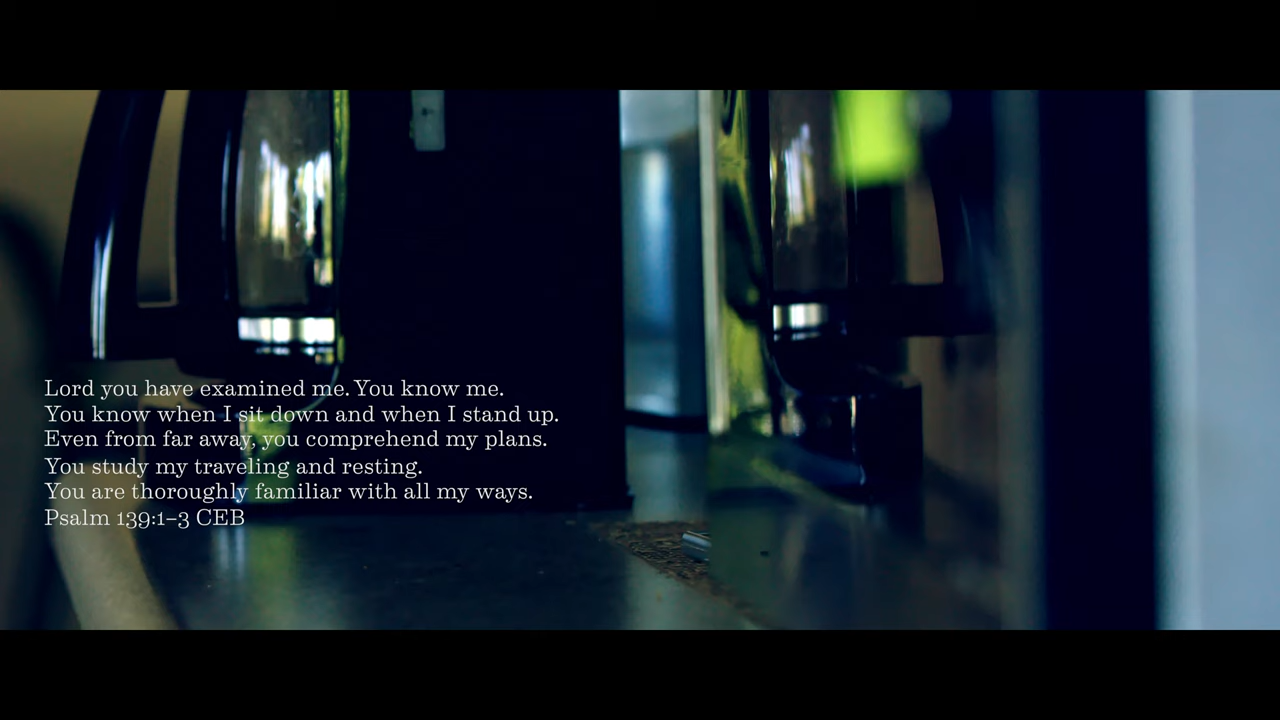 Lord you have examined me. You know me.
You know when I sit down and when I stand up.
Even from far away, you comprehend my plans.
You study my traveling and resting.
You are thoroughly familiar with all my ways.
Psalm 139:1–3 CEB